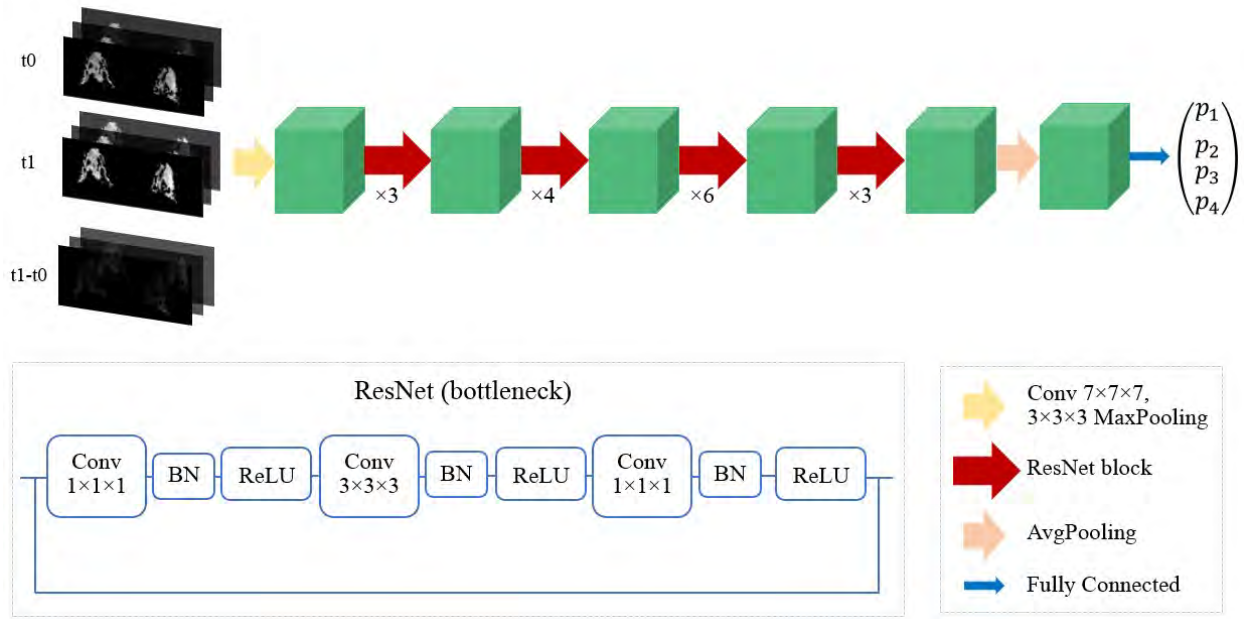 t0
t1
t1-t0
×3
×4
×6
×3
p1
p2
p3
p4
ResNet (bottleneck)
Conv
1×1×1
BN
ReLU
Conv
3×3×3
BN
ReLU
Conv
1×1×1
BN
ReLU
Conv 7×7×7,
3×3×3 MaxPooling
ResNet block
AvgPooling
Fully Connected